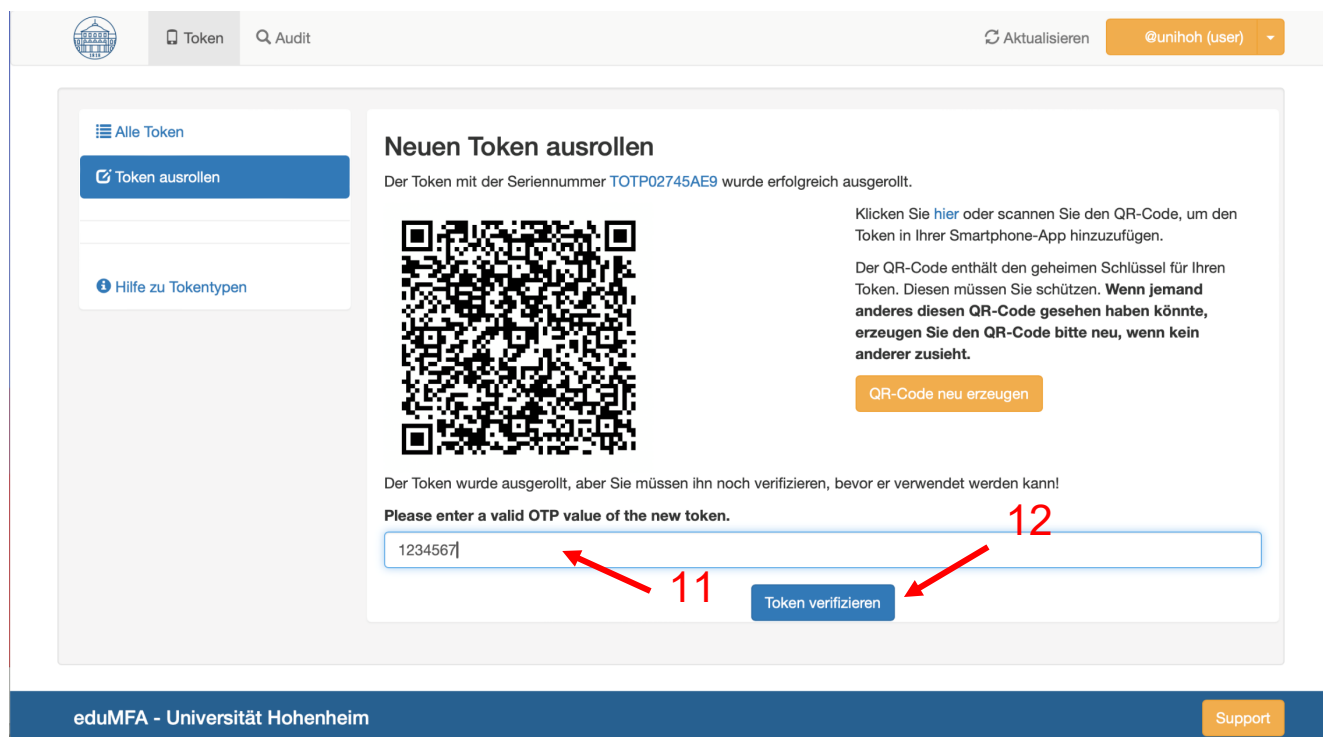 Token
Audit
Aktualisieren
@unihoh (user)
Alle Token
Token ausrollen
Hilfe zu Tokentypen
Neuen Token ausrollen
Der Token mit der Seriennummer TOTP02745AE9 wurde erfolgreich ausgerollt.
Klicken Sie hier oder scannen Sie den QR-Code, um den
Token in Ihrer Smartphone-App hinzuzufügen.
Der QR-Code enthält den geheimen Schlüssel für Ihren
Token. Diesen müssen Sie schützen. Wenn jemand
anderes diesen QR-Code gesehen haben könnte,
erzeugen Sie den QR-Code bitte neu, wenn kein
anderer zusieht.
QR-Code neu erzeugen
Der Token wurde ausgerollt, aber Sie müssen ihn noch verifizieren, bevor er verwendet werden kann!
Please enter a valid OTP value of the new token.
12
1234567
11
Token verifizieren
eduMFA - Universität Hohenheim
Support